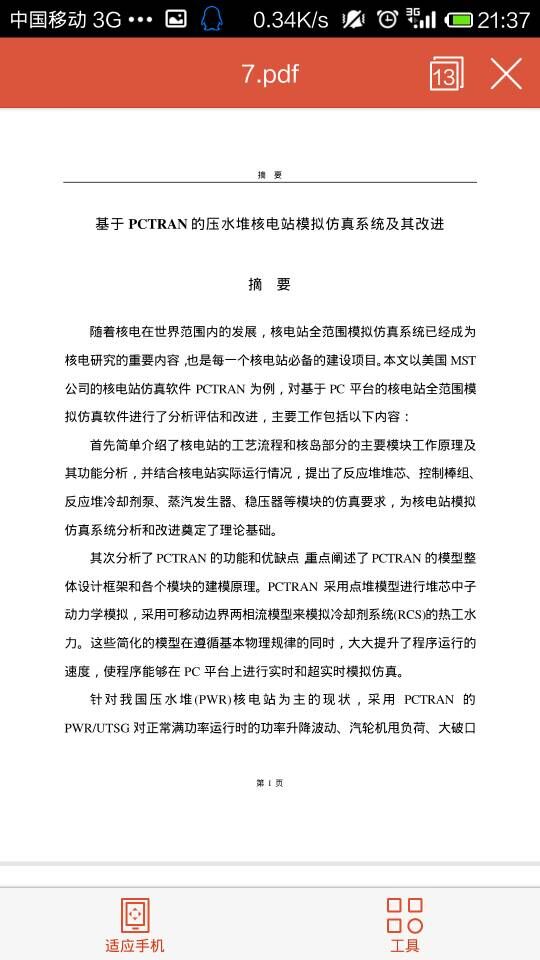 中国移动 3G ••• 0.34K/s 3G 21:37
7.pdf 13
摘 要
基于 PCTRAN 的压水堆核电站模拟仿真系统及其改进
摘 要
随着核电在世界范围内的发展，核电站全范围模拟仿真系统已经成为
核电研究的重要内容，也是每一个核电站必备的建设项目。本文以美国 MST
公司的核电站仿真软件 PCTRAN 为例，对基于 PC 平台的核电站全范围模
拟仿真软件进行了分析评估和改进，主要工作包括以下内容：
首先简单介绍了核电站的工艺流程和核岛部分的主要模块工作原理及
其功能分析，并结合核电站实际运行情况，提出了反应堆堆芯、控制棒组、
反应堆冷却剂泵、蒸汽发生器、稳压器等模块的仿真要求，为核电站模拟
仿真系统分析和改进奠定了理论基础。
其次分析了 PCTRAN 的功能和优缺点，重点阐述了 PCTRAN 的模型整
体设计框架和各个模块的建模原理。PCTRAN 采用点堆模型进行堆芯中子
动力学模拟，采用可移动边界两相流模型来模拟冷却剂系统(RCS)的热工水
力。这些简化的模型在遵循基本物理规律的同时，大大提升了程序运行的
速度，使程序能够在 PC 平台上进行实时和超实时模拟仿真。
针对我国压水堆(PWR)核电站为主的现状，采用 PCTRAN 的
PWR/UTSG 对正常满功率运行时的功率升降波动、汽轮机甩负荷、大破口
第 1 页
适应手机 工具